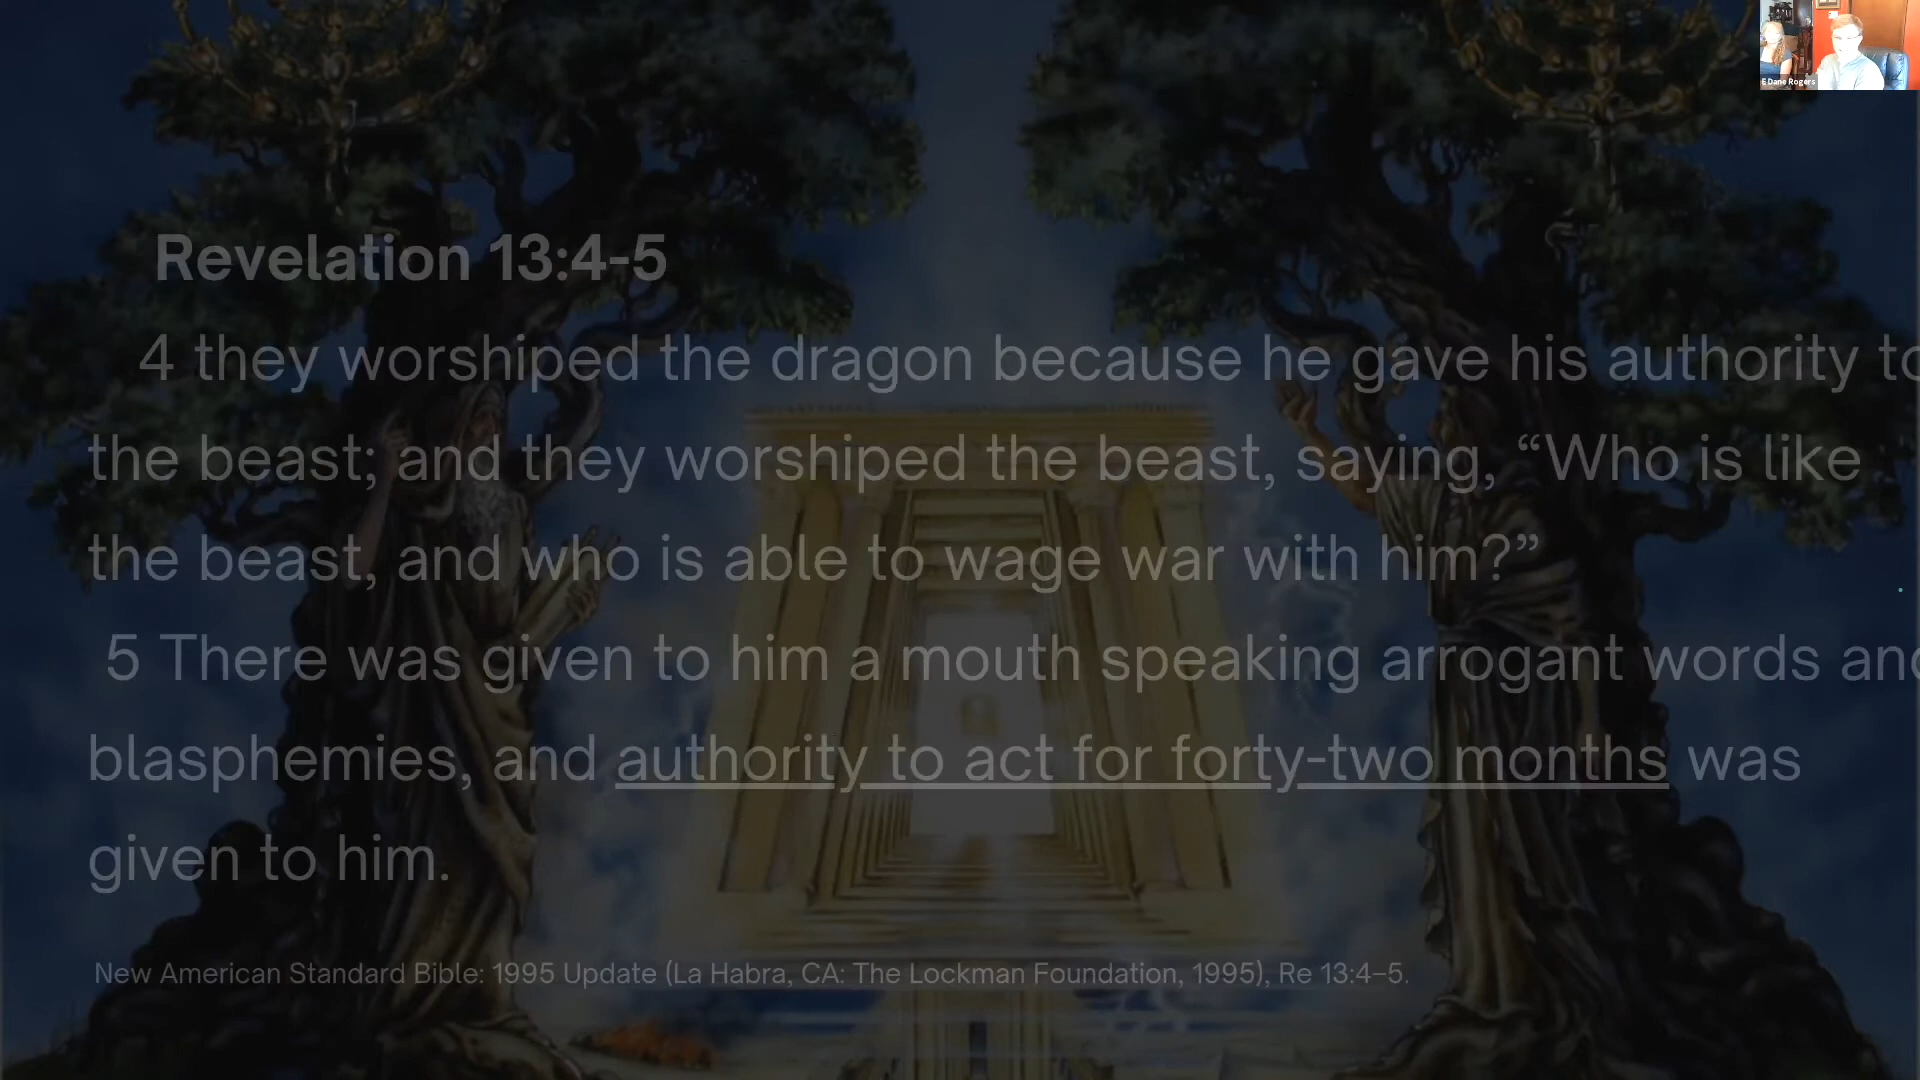 E Dane Rogers
Revelation 13:4-5
4 they worshiped the dragon because he gave his authority to
the beast; and they worshiped the beast, saying, “Who is like
the beast, and who is able to wage war with him?”
5 There was given to him a mouth speaking arrogant words and
blasphemies, and authority to act for forty-two months was
given to him.
New American Standard Bible: 1995 Update (La Habra, CA: The Lockman Foundation, 1995), Re 13:4–5.